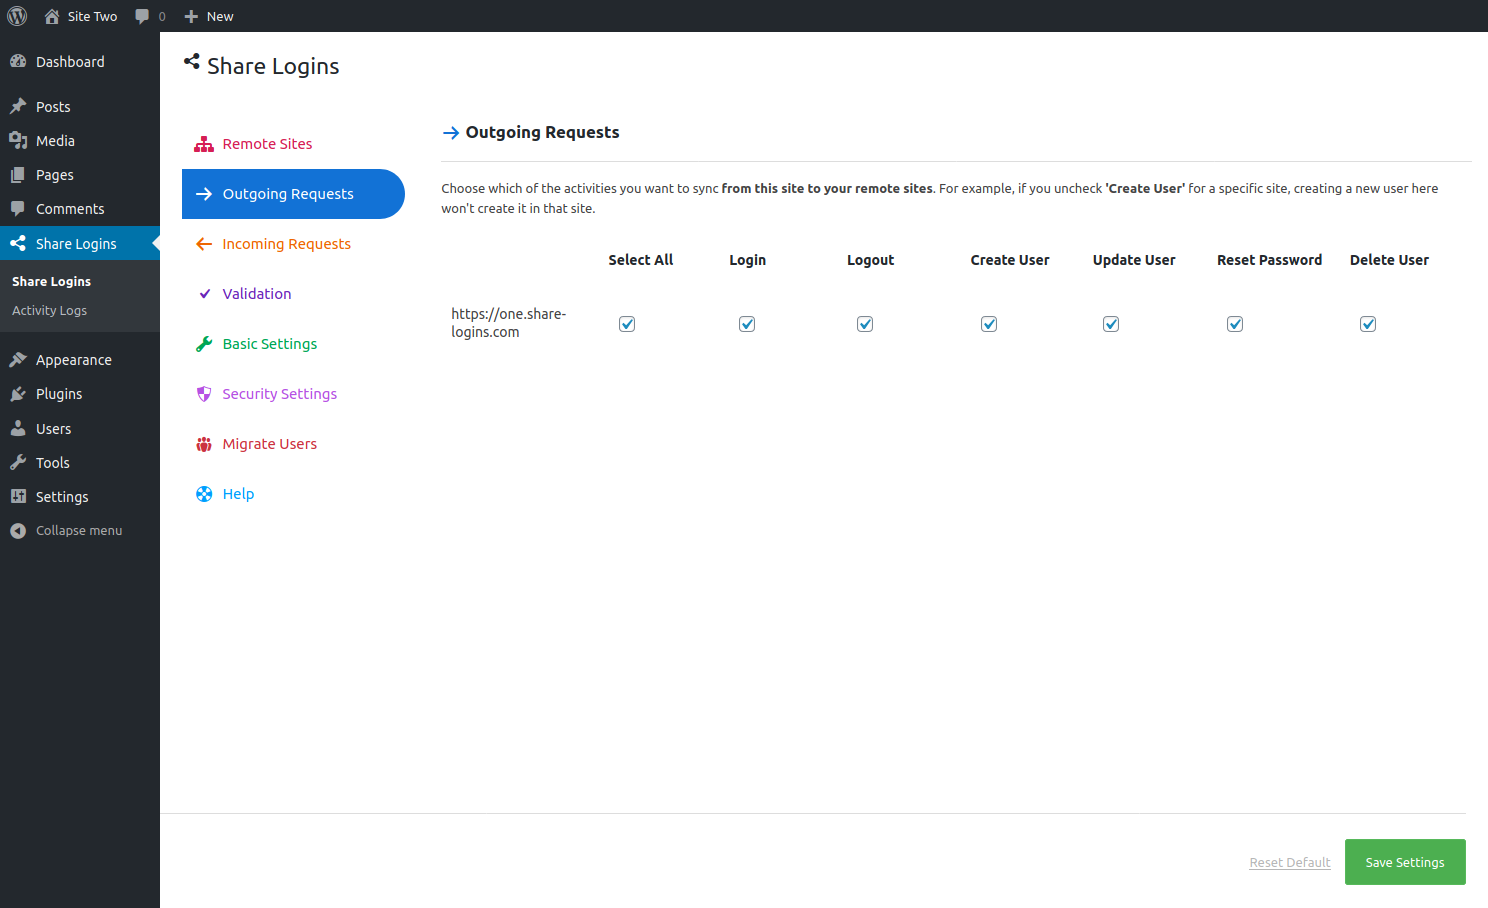 Site Two 0 New
Dashboard
Posts
Media
Pages
Comments
Share Logins
Share Logins
Activity Logs
Appearance
Plugins
Users
Tools
Settings
Collapse menu
Share Logins
Remote Sites
Outgoing Requests
Incoming Requests
Validation
Basic Settings
Security Settings
Migrate Users
Help
Outgoing Requests
Choose which of the activities you want to sync from this site to your remote sites. For example, if you uncheck 'Create User' for a specific site, creating a new user here
won't create it in that site.
Select All Login Logout Create User Update User Reset Password Delete User
https://one.share-
logins.com
Reset Default Save Settings